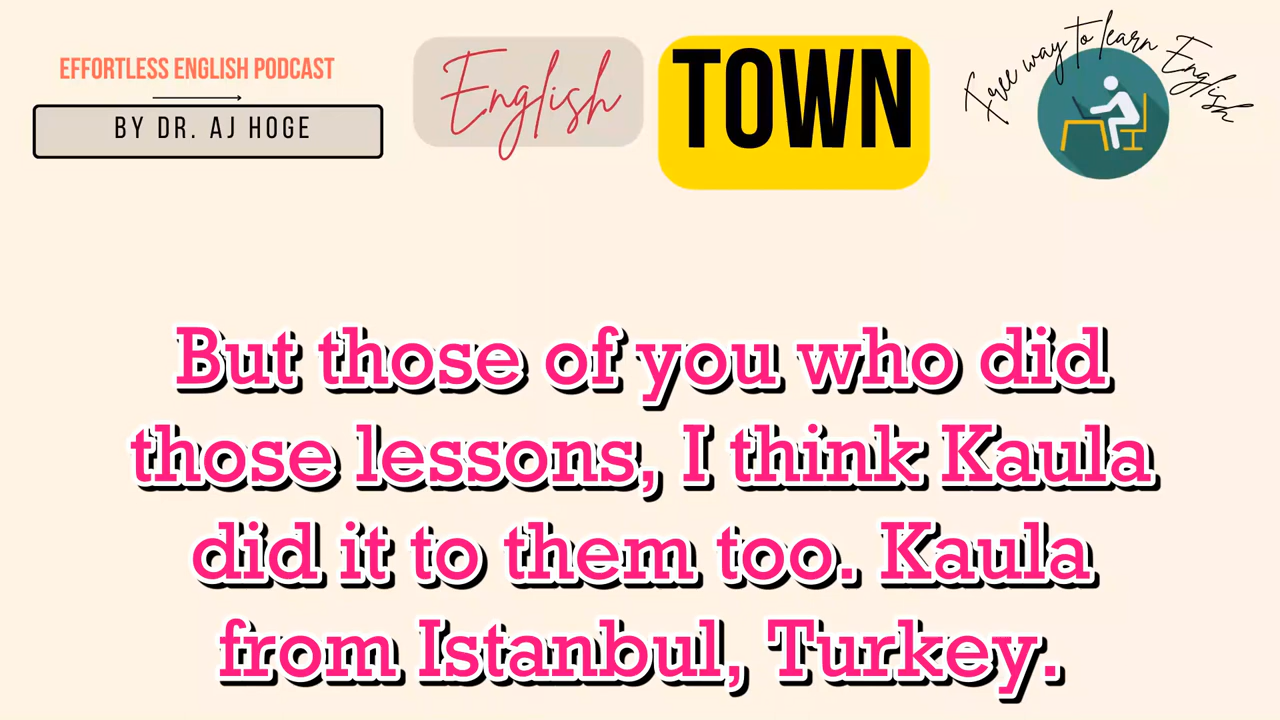 EFFORTLESS ENGLISH PODCAST
BY DR. AJ HOGE
English
TOWN
Free way to learn English
But those of you who did
those lessons, I think Kaula
did it to them too. Kaula
from Istanbul, Turkey.